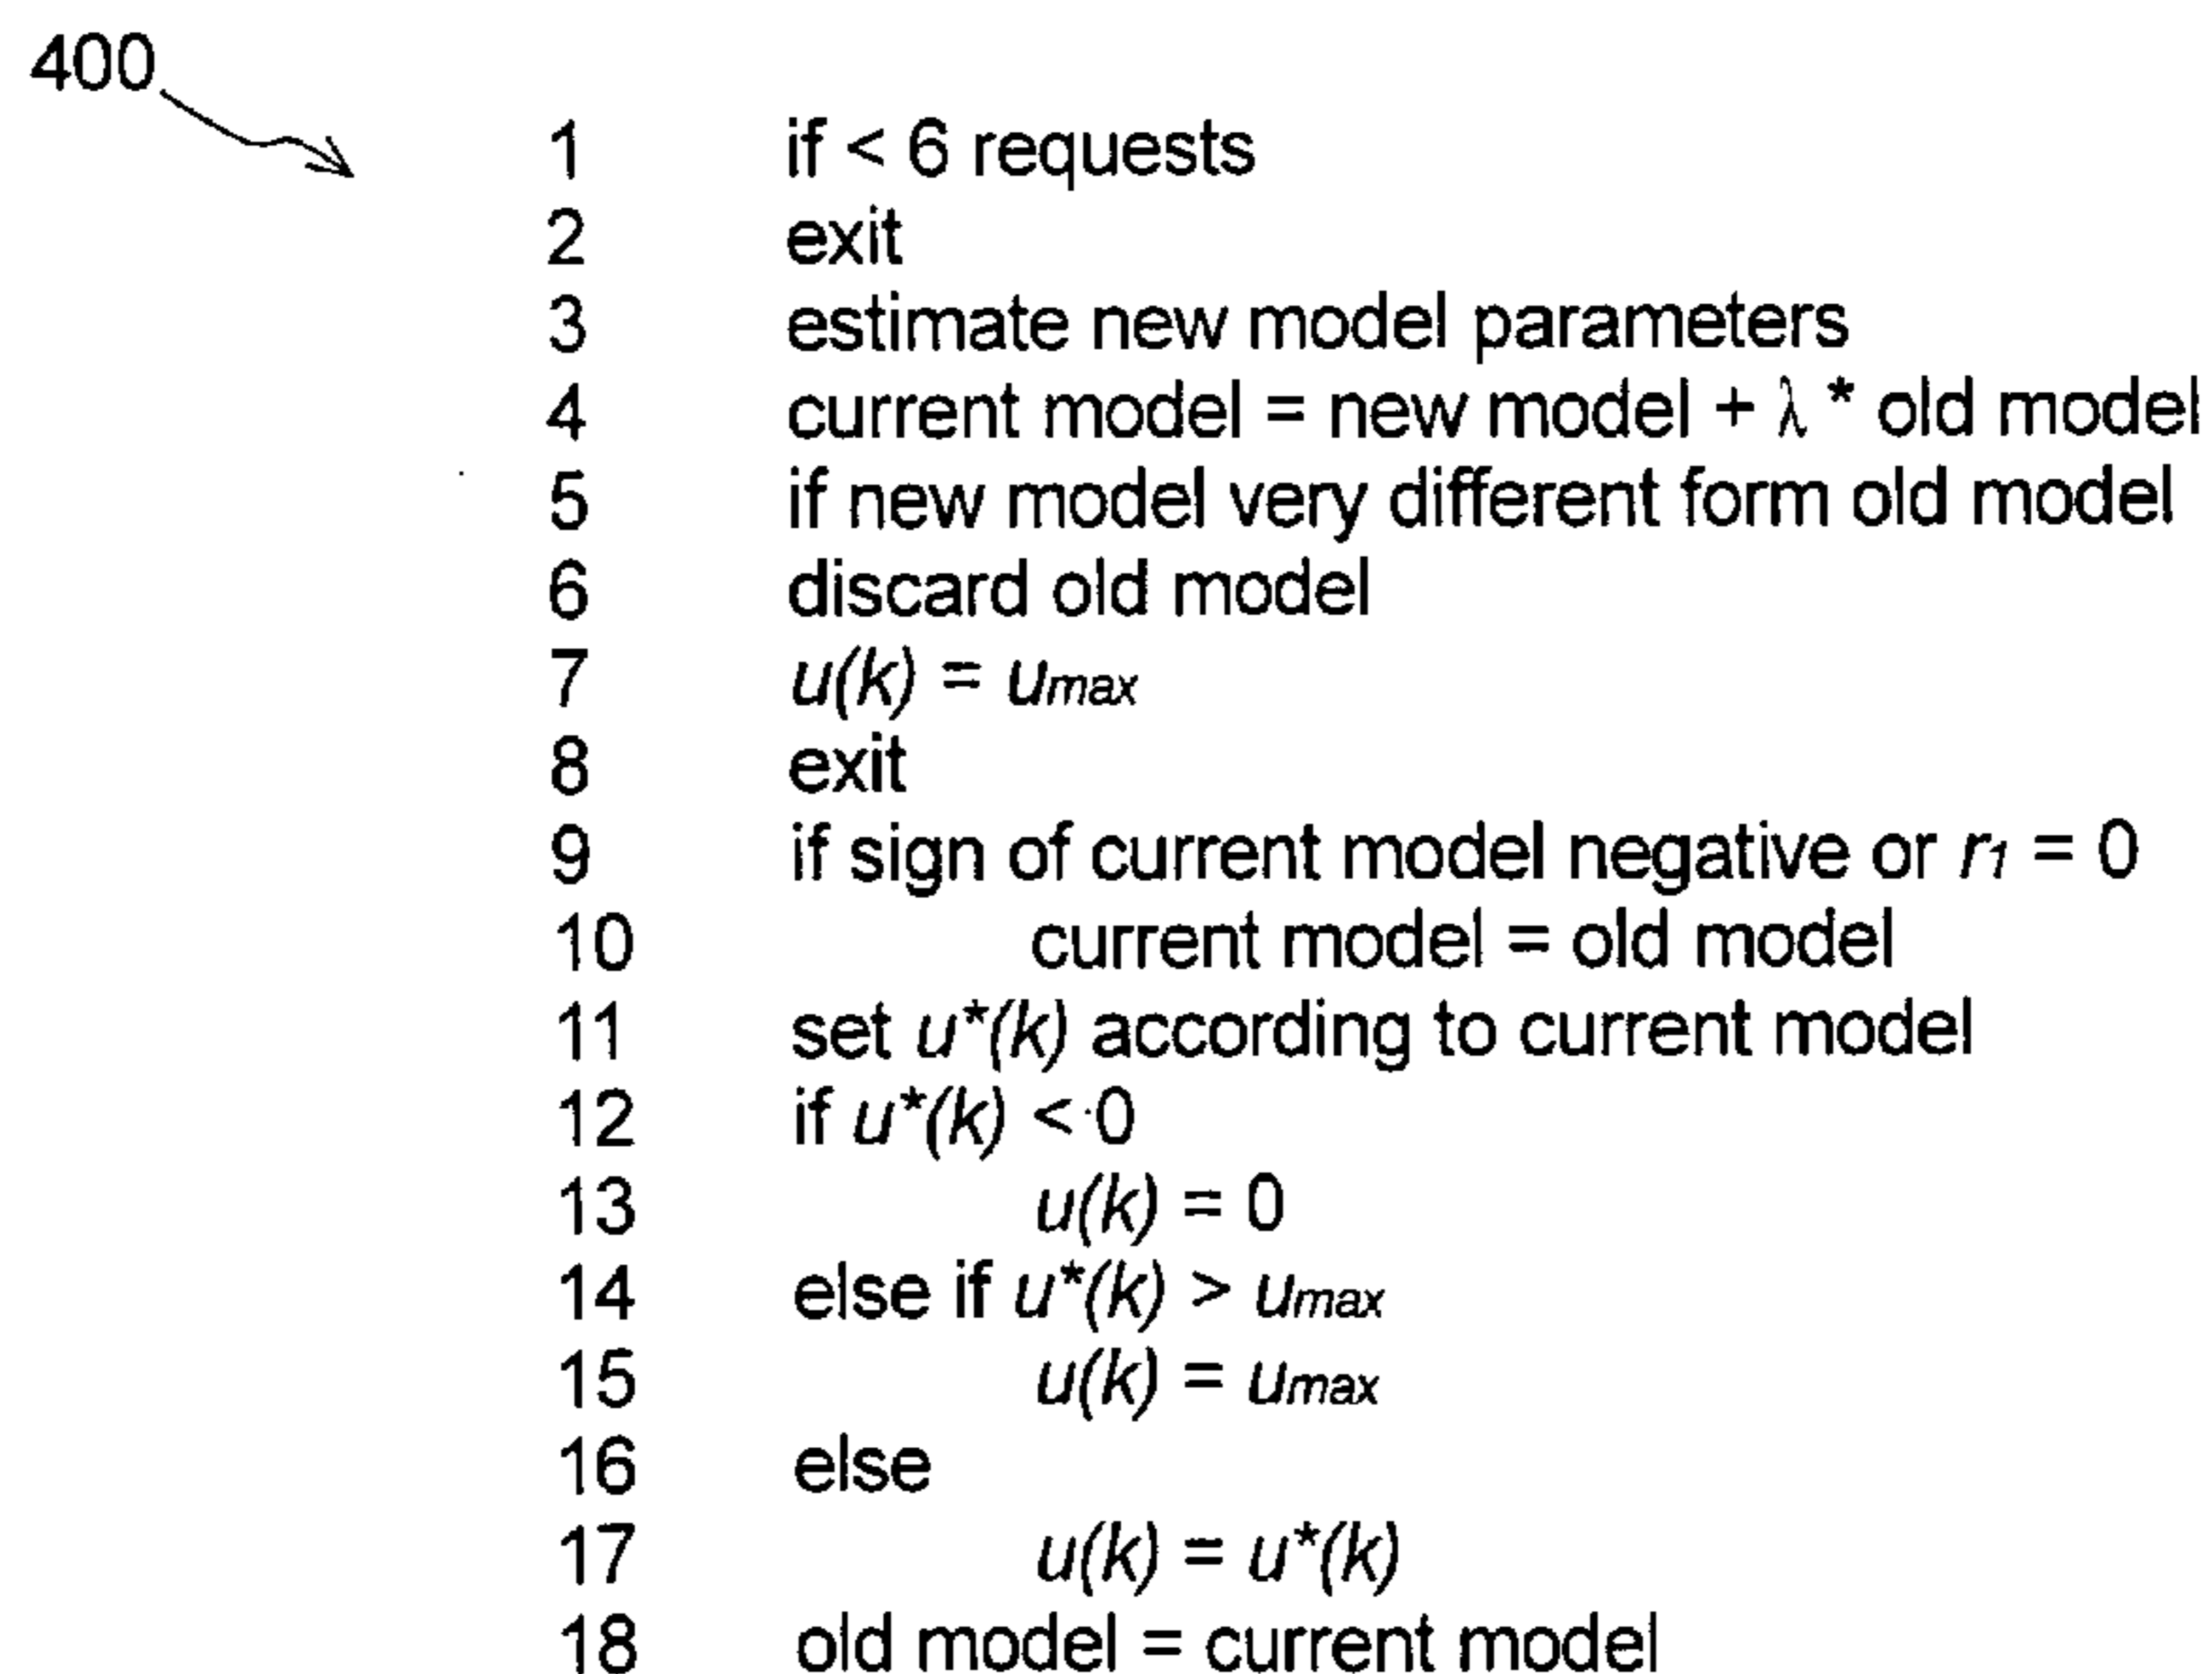 400
1 if < 6 requests
2 exit
3 estimate new model parameters
4 current model = new model + λ * old model
5 if new model very different form old model
6 discard old model
7 u(k) = umax
8 exit
9 if sign of current model negative or r1 = 0
10 current model = old model
11 set u*(k) according to current model
12 if u*(k) < 0
13 u(k) = 0
14 else if u*(k) > umax
15 u(k) = umax
16 else
17 u(k) = u*(k)
18 old model = current model